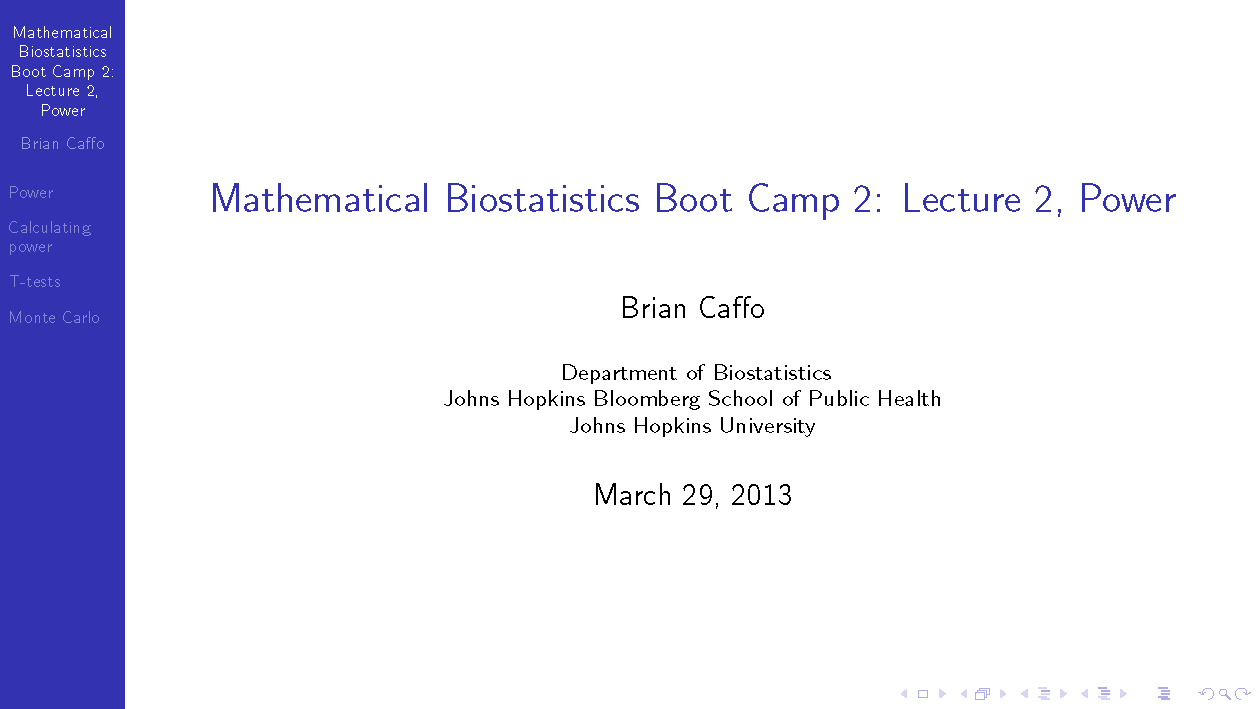 Mathematical
Biostatistics
Boot Camp 2:
Lecture 2,
Power
Brian Caffo
Power
Calculating
power
T-tests
Monte Carlo
Mathematical Biostatistics Boot Camp 2: Lecture 2, Power
Brian Caffo
Department of Biostatistics
Johns Hopkins Bloomberg School of Public Health
Johns Hopkins University
March 29, 2013